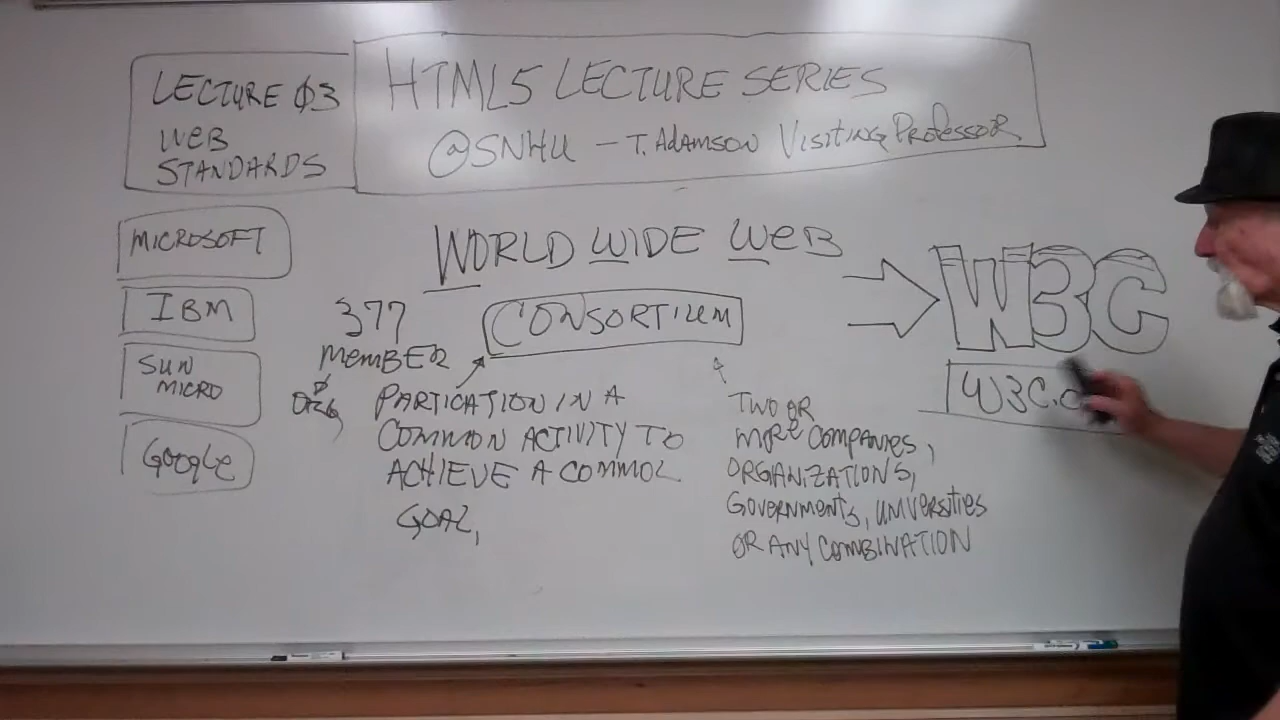 LECTURE 03
WEB
STANDARDS
HTML5 LECTURE SERIES
@SNHU - T. ADAMSON VISITING PROFESSOR
MICROSOFT
IBM
SUN
MICRO
GOOGLE
WORLD WIDE WEB
CONSORTIUM
377
MEMBER
ORG
PARTICATION IN A
COMMON ACTIVITY TO
ACHIEVE A COMMOL
GOAL,
TWO OR
MORE COMPANIES,
ORGANIZATIONS,
GOVERNMENTS, UNIVERSITIES
OR ANY COMBINATION
W3C
W3C.o